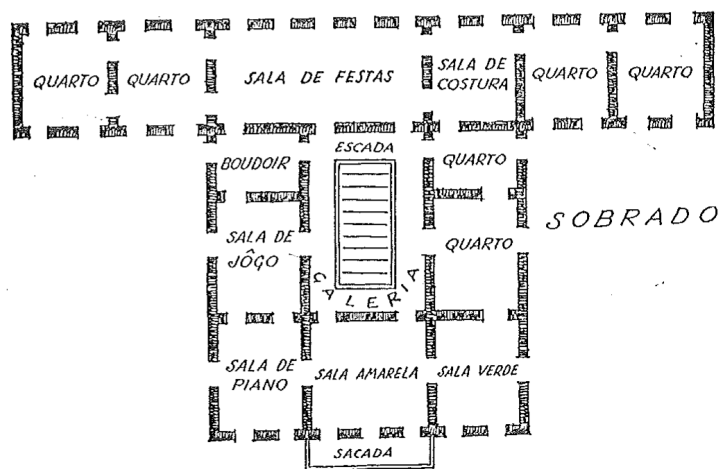 QUARTO
QUARTO
SALA DE FESTAS
SALA DE
COSTURA
QUARTO
QUARTO
BOUDOIR
ESCADA
QUARTO
SOBRADO
SALA DE
JÔGO
QUARTO
GALERIA
SALA DE
PIANO
SALA AMARELA
SALA VERDE
SACADA